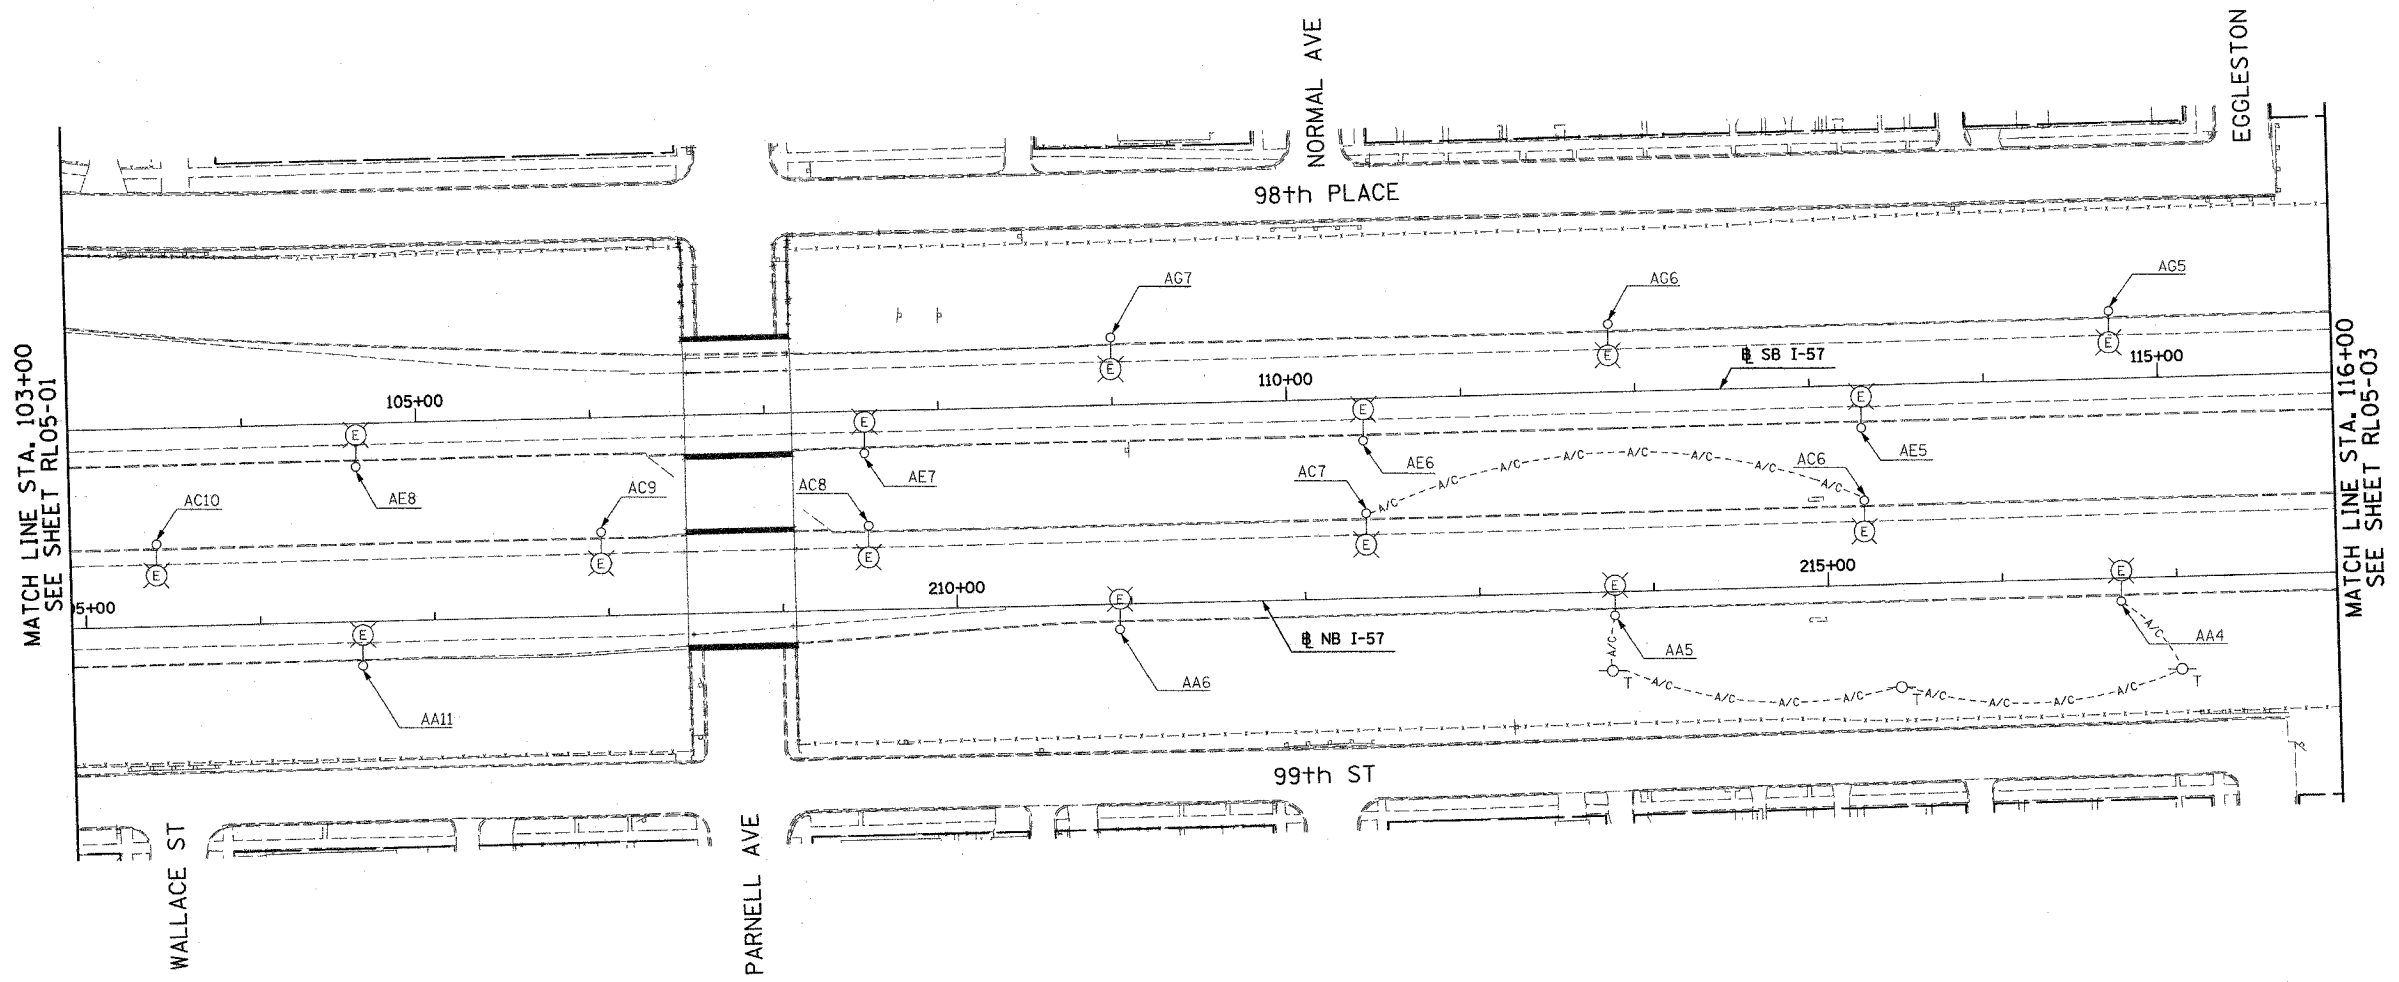 NORMAL AVE
EGGLESTON
98th PLACE
AG7
AG6
AG5
MATCH LINE STA. 103+00
SEE SHEET RL05-01
105+00
110+00
℄ SB I-57
115+00
MATCH LINE STA. 116+00
SEE SHEET RL05-03
E
E
E
E
E
E
E
AE8
AE7
AE6
AE5
AC10
AC9
AC8
AC7
AC6
A/C
A/C
A/C
A/C
A/C
A/C
A/C
A/C
E
E
E
E
E
5+00
210+00
215+00
E
E
E
E
℄ NB I-57
AA11
AA6
AA5
AA4
A/C
A/C
A/C
A/C
A/C
A/C
A/C
A/C
A/C
A/C
T
T
T
99th ST
WALLACE ST
PARNELL AVE